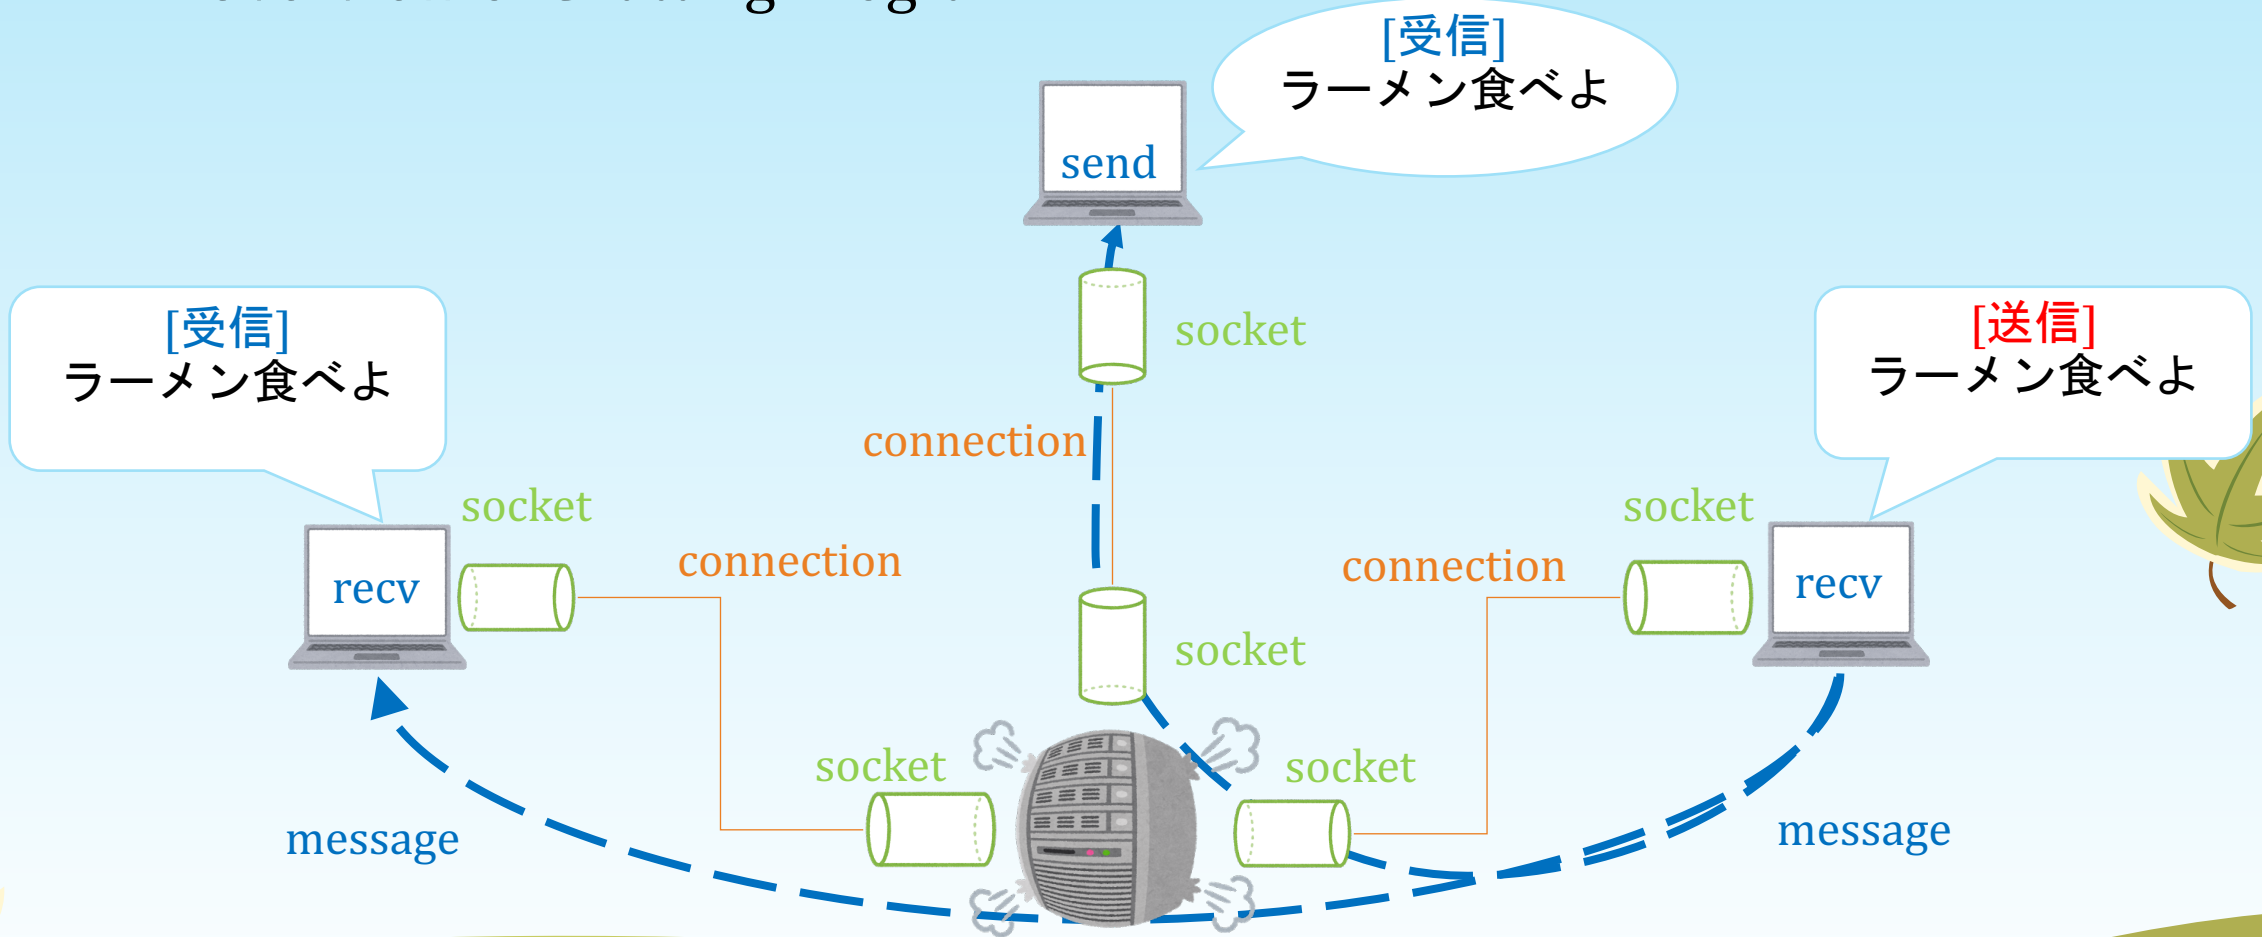 [受信]
ラーメン食べよ
send
socket
connection
[受信]
ラーメン食べよ
[送信]
ラーメン食べよ
socket
connection
recv
connection
socket
recv
socket
socket
socket
message
message